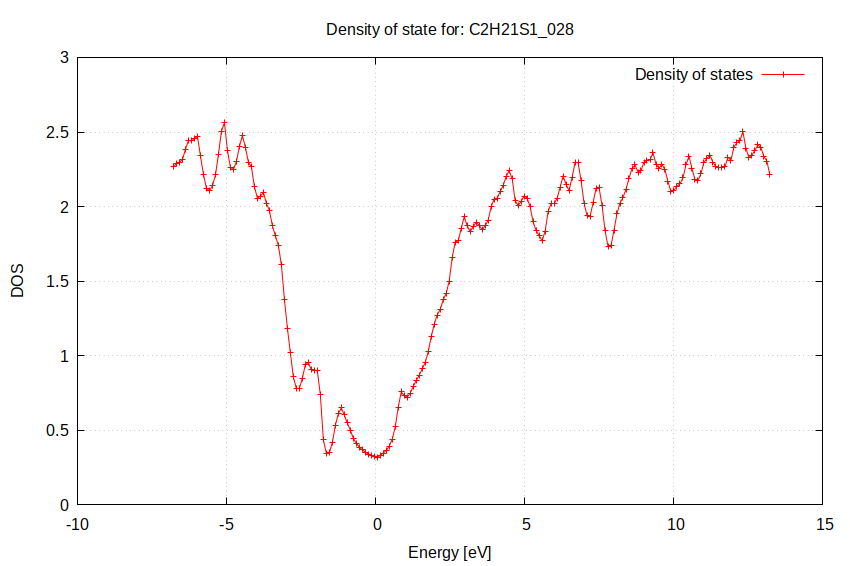 Density of state for: C2H21S1_028
Density of states
3
2.5
2
1.5
1
0.5
0
DOS
-10 -5 0 5 10 15
Energy [eV]